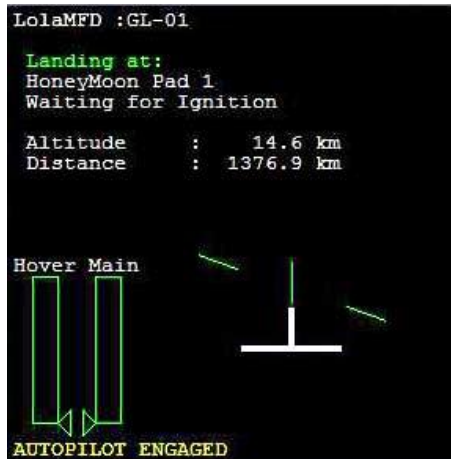 LolaMFD :GL-01
Landing at:
HoneyMoon Pad 1
Waiting for Ignition
Altitude : 14.6 km
Distance : 1376.9 km
Hover Main
AUTOPILOT ENGAGED